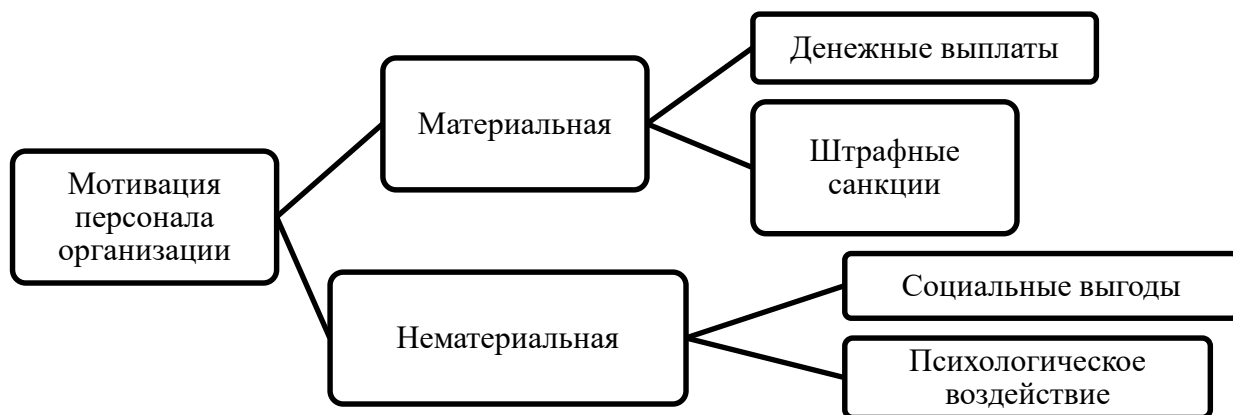 Денежные выплаты
Материальная
Штрафные
санкции
Мотивация
персонала
организации
Социальные выгоды
Нематериальная
Психологическое
воздействие